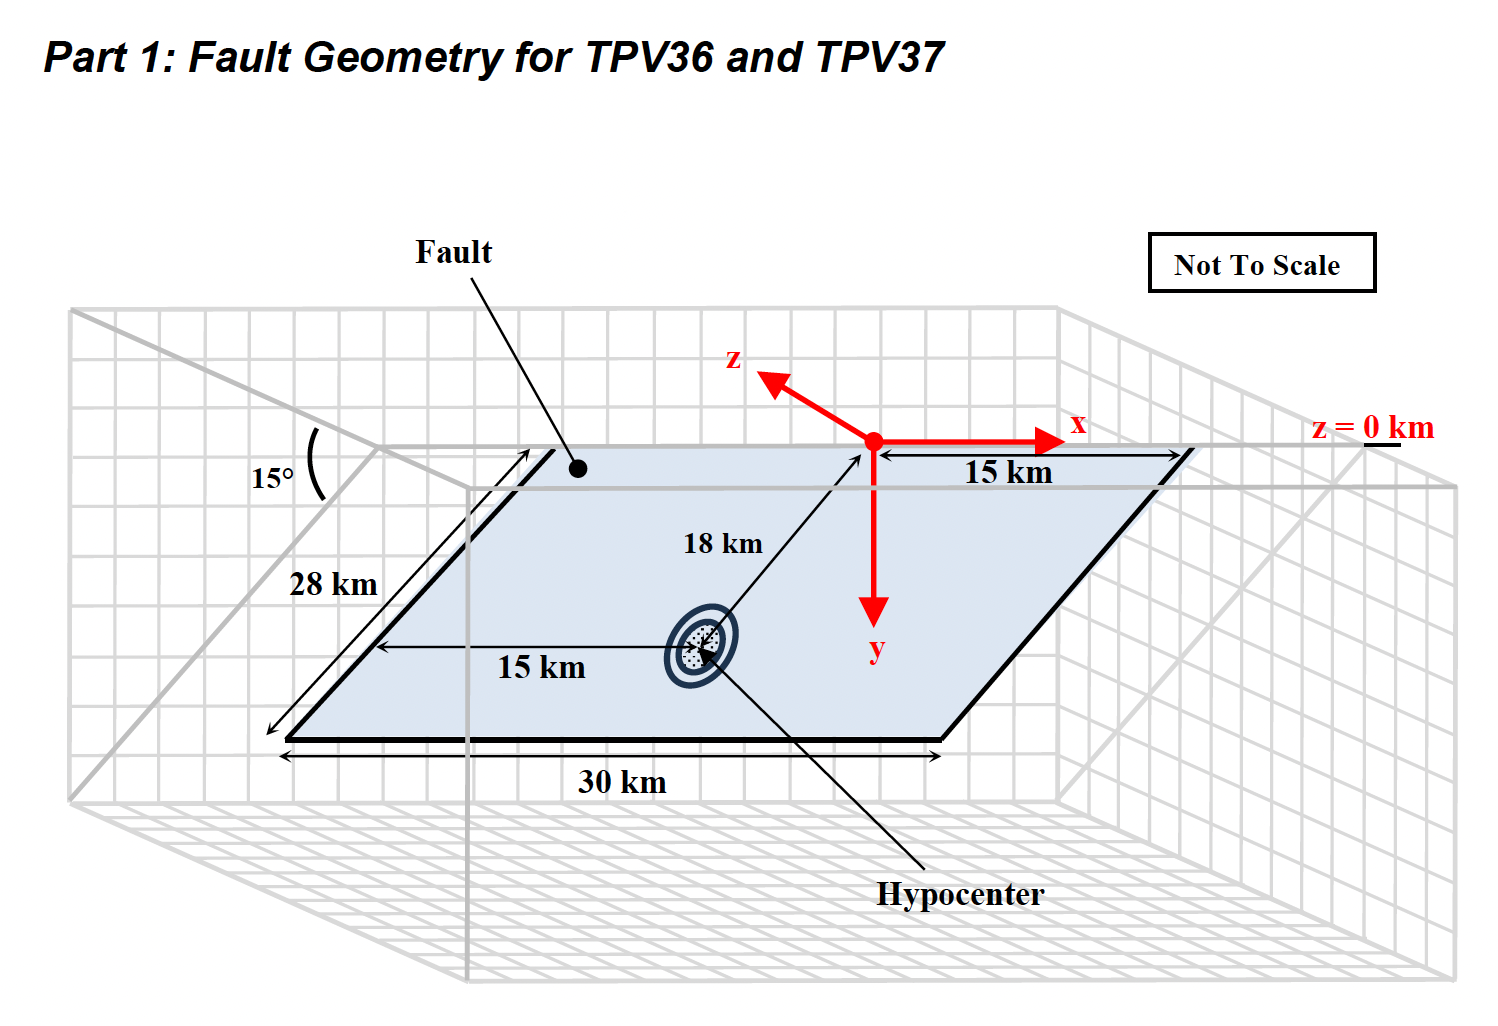 Part 1: Fault Geometry for TPV36 and TPV37
Fault
Not To Scale
z
x
z = 0 km
15°
15 km
18 km
28 km
y
15 km
30 km
Hypocenter